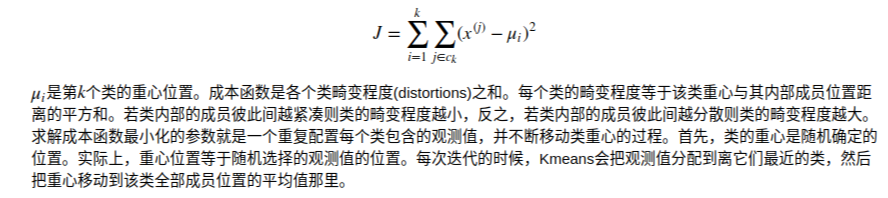 J = \sum_{i=1}^{k} \sum_{j \in c_k} (x^{(j)} - \mu_i)^2
μi是第k个类的重心位置。成本函数是各个类畸变程度(distortions)之和。每个类的畸变程度等于该类重心与其内部成员位置距
离的平方和。若类内部的成员彼此间越紧凑则类的畸变程度越小，反之，若类内部的成员彼此间越分散则类的畸变程度越大。
求解成本函数最小化的参数就是一个重复配置每个类包含的观测值，并不断移动类重心的过程。首先，类的重心是随机确定的
位置。实际上，重心位置等于随机选择的观测值的位置。每次迭代的时候，Kmeans会把观测值分配到离它们最近的类，然后
把重心移动到该类全部成员位置的平均值那里。